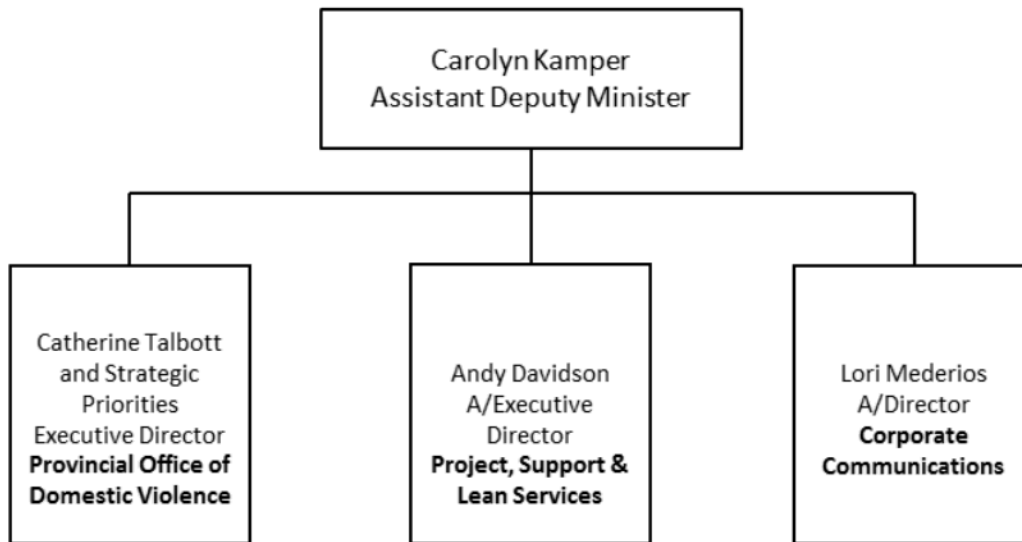 Carolyn Kamper
Assistant Deputy Minister
Catherine Talbott
and Strategic
Priorities
Executive Director
Provincial Office of
Domestic Violence
Andy Davidson
A/Executive
Director
Project, Support &
Lean Services
Lori Mederios
A/Director
Corporate
Communications